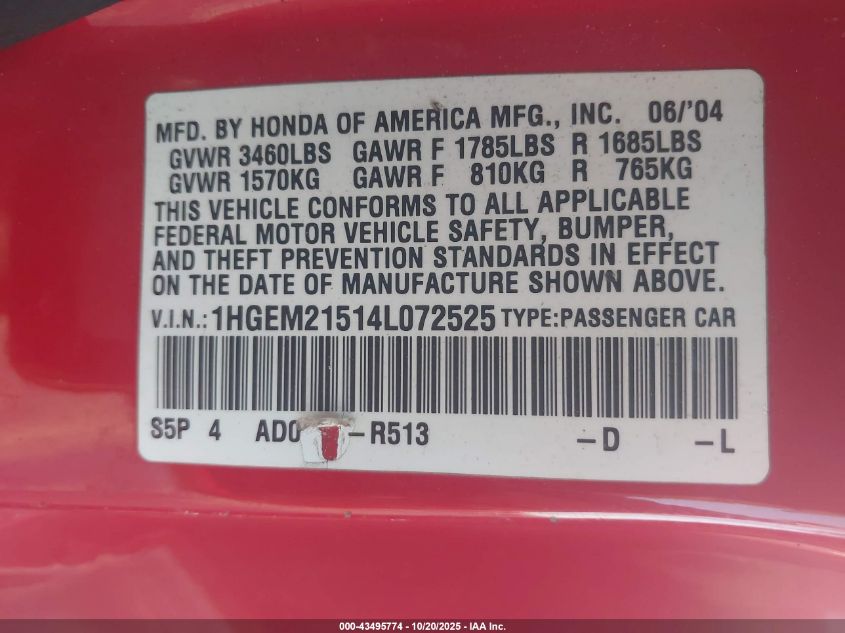 MFD. BY HONDA OF AMERICA MFG., INC. 06/'04
GVWR 3460LBS GAWR F 1785LBS R 1685LBS
GVWR 1570KG GAWR F 810KG R 765KG
THIS VEHICLE CONFORMS TO ALL APPLICABLE
FEDERAL MOTOR VEHICLE SAFETY, BUMPER,
AND THEFT PREVENTION STANDARDS IN EFFECT
ON THE DATE OF MANUFACTURE SHOWN ABOVE.
V.I.N.: 1HGEM21514L072525 TYPE:PASSENGER CAR
S5P 4 AD0 -R513 -D -L
000-43495774 - 10/20/2025 - IAA Inc.